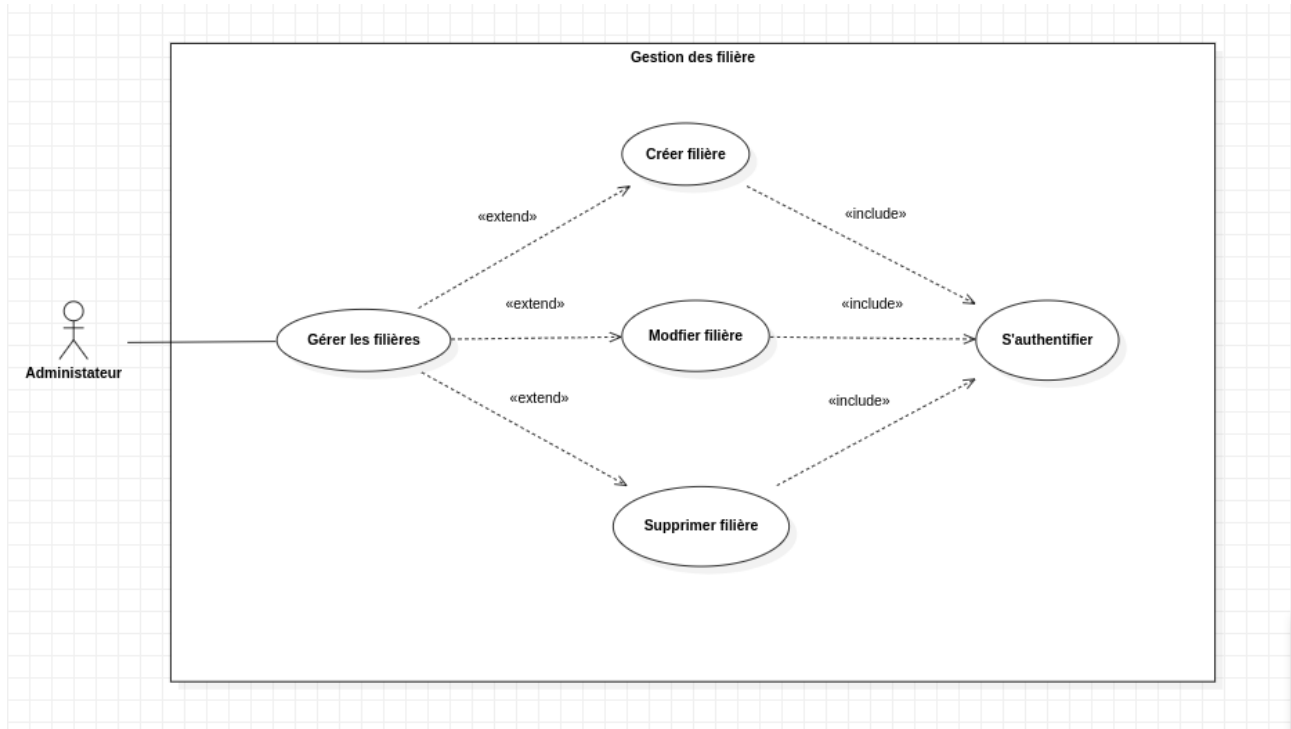 Gestion des filière
Créer filière
«extend»
«include»
«extend»
«include»
Gérer les filières
Modfier filière
S'authentifier
Administateur
«extend»
«include»
Supprimer filière